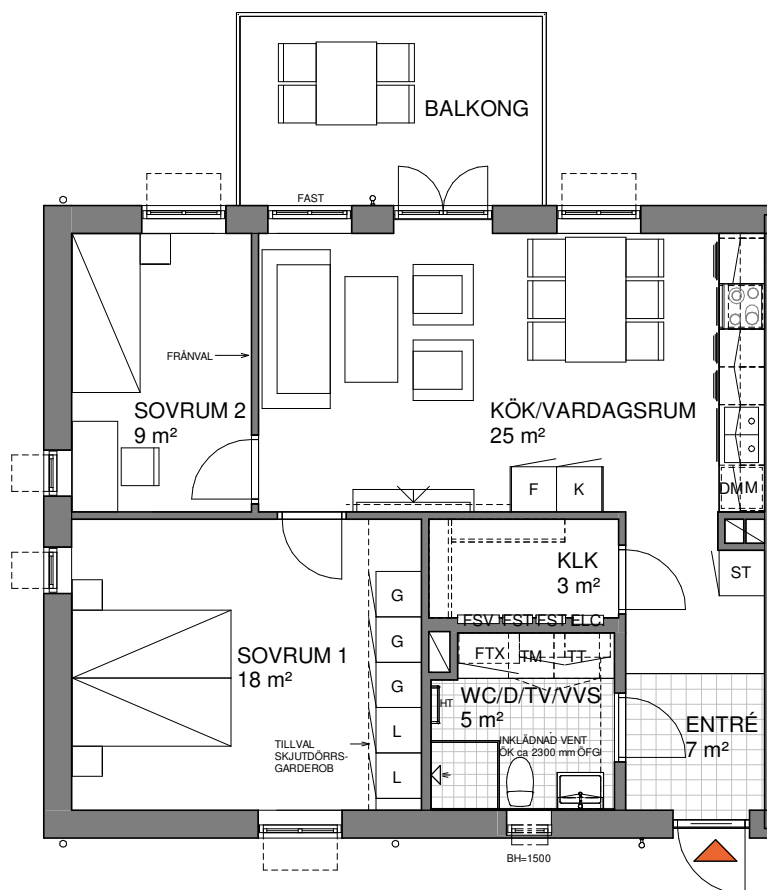 BALKONG
FAST
FRÅNVAL
SOVRUM 2
9 m²
KÖK/VARDAGSRUM
25 m²
F
K
DM
M
KLK
3 m²
ST
FSV
FST
FST
ELC
G
G
G
L
L
SOVRUM 1
18 m²
FTX
TM
TT
HT
WC/D/TV/VVS
5 m²
INKLÄDNAD VENT
ÖK ca 2300 mm ÖFG
ENTRÉ
7 m²
TILLVAL
SKJUTDÖRRS-
GARDEROB
BH=1500